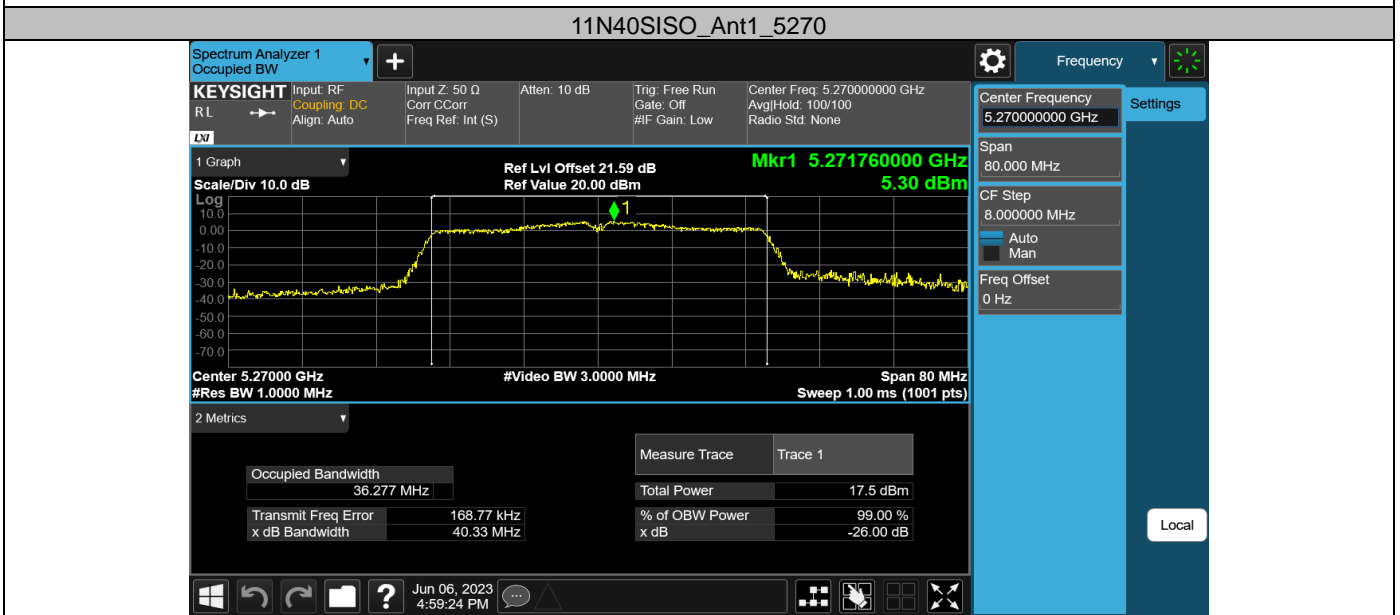 11N40SISO_Ant1_5270
Spectrum Analyzer 1
Occupied BW
Frequency
KEYSIGHT
R L
LXI
Input: RF
Coupling: DC
Align: Auto
Input Z: 50 Ω
Corr CCorr
Freq Ref: Int (S)
Atten: 10 dB
Trig: Free Run
Gate: Off
#IF Gain: Low
Center Freq: 5.270000000 GHz
Avg|Hold: 100/100
Radio Std: None
Center Frequency
5.270000000 GHz
Settings
Span
80.000 MHz
CF Step
8.000000 MHz
Auto
Man
Freq Offset
0 Hz
Local
1 Graph
Scale/Div 10.0 dB
Ref Lvl Offset 21.59 dB
Ref Value 20.00 dBm
Mkr1 5.271760000 GHz
5.30 dBm
Log
10.0
0.00
-10.0
-20.0
-30.0
-40.0
-50.0
-60.0
-70.0
1
Center 5.27000 GHz
#Video BW 3.0000 MHz
Span 80 MHz
#Res BW 1.0000 MHz
Sweep 1.00 ms (1001 pts)
2 Metrics
Measure Trace Trace 1
Occupied Bandwidth
36.277 MHz
Total Power 17.5 dBm
Transmit Freq Error 168.77 kHz
% of OBW Power 99.00 %
x dB Bandwidth 40.33 MHz
x dB -26.00 dB
?
Jun 06, 2023
4:59:24 PM